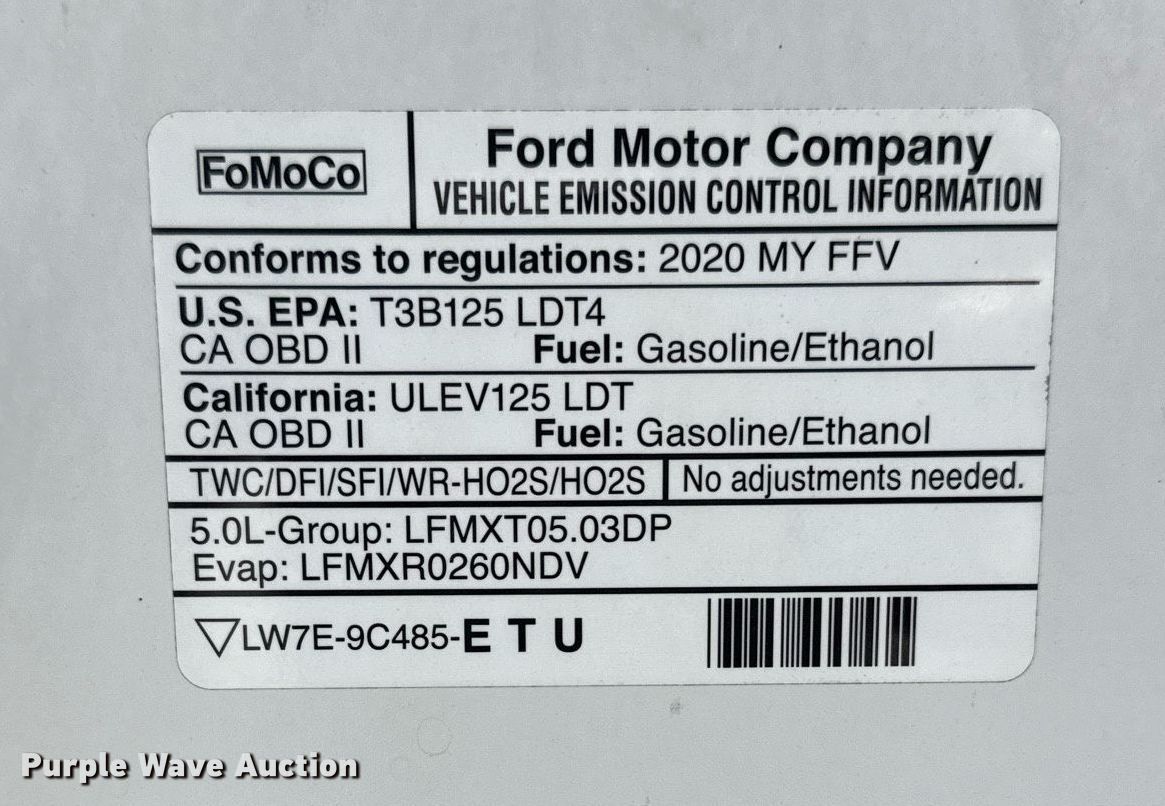 FoMoCo
Ford Motor Company
VEHICLE EMISSION CONTROL INFORMATION
Conforms to regulations: 2020 MY FFV
U.S. EPA: T3B125 LDT4
CA OBD II Fuel: Gasoline/Ethanol
California: ULEV125 LDT
CA OBD II Fuel: Gasoline/Ethanol
TWC/DFI/SFI/WR-HO2S/HO2S No adjustments needed.
5.0L-Group: LFMXT05.03DP
Evap: LFMXR0260NDV
LW7E-9C485-E T U
Purple Wave Auction